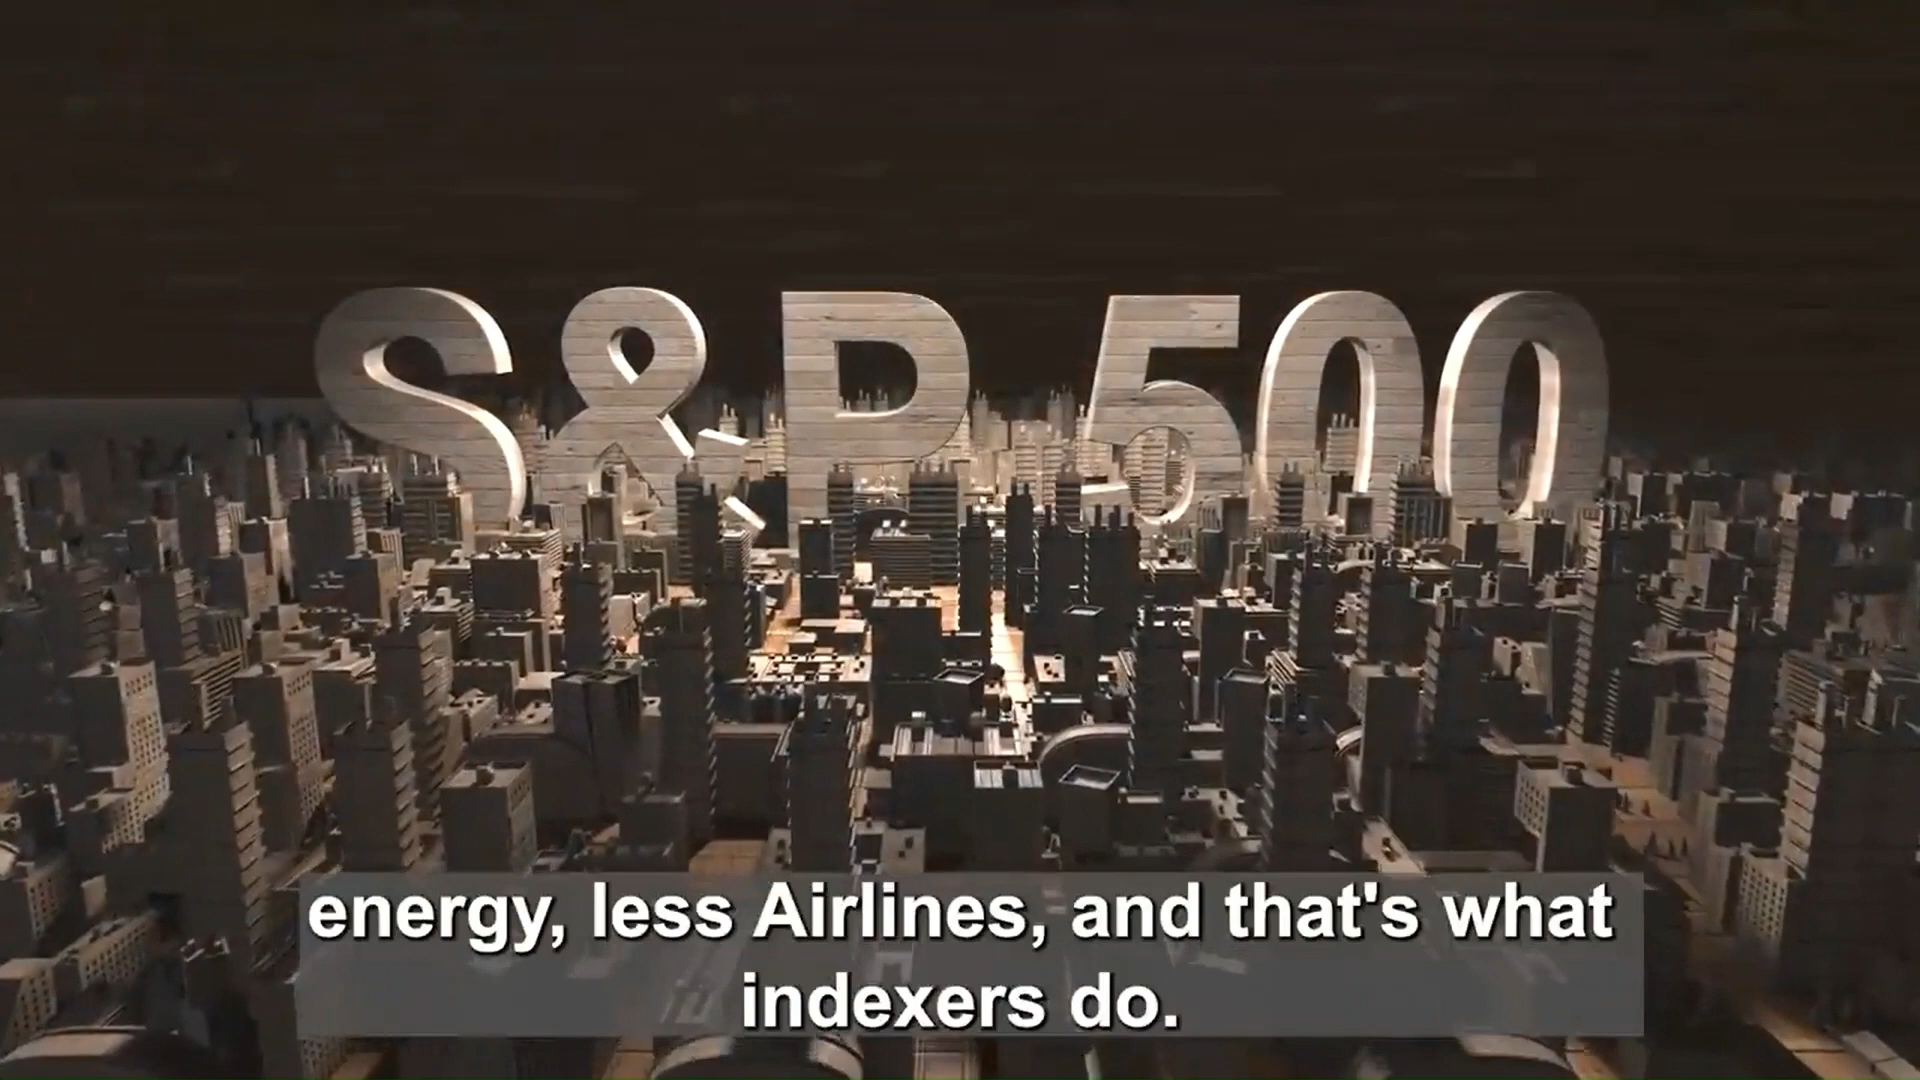 S&P 500
energy, less Airlines, and that's what
indexers do.